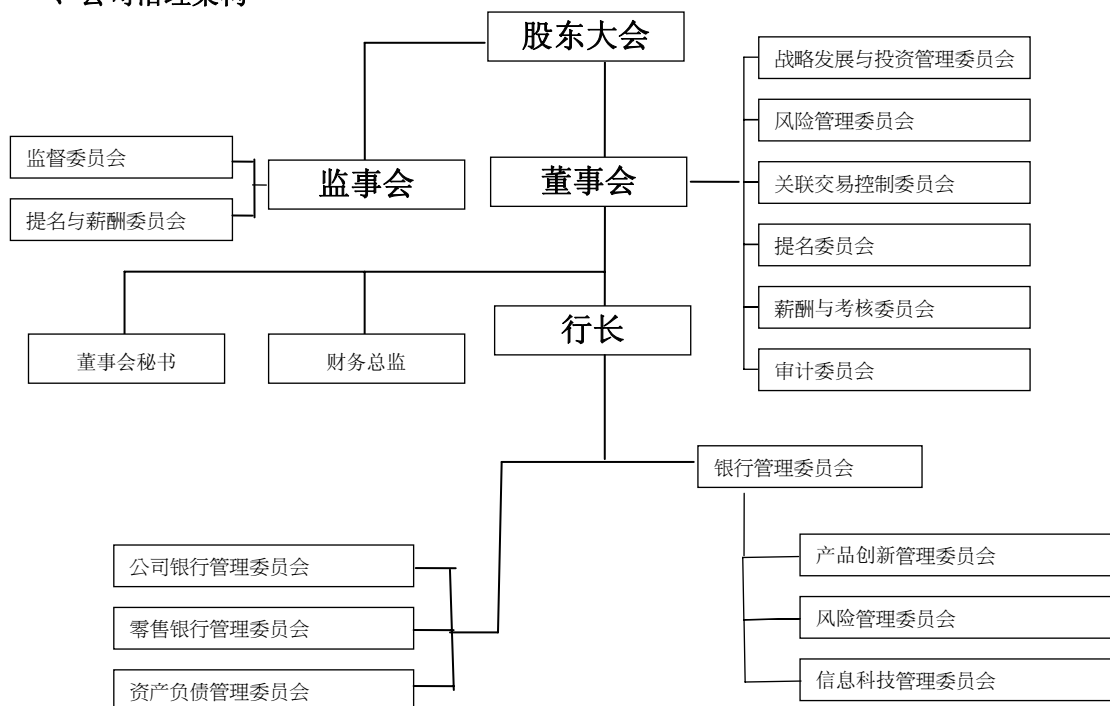 、公司治理架构
股东大会
战略发展与投资管理委员会
风险管理委员会
监督委员会
监事会
董事会
关联交易控制委员会
提名与薪酬委员会
提名委员会
薪酬与考核委员会
行长
董事会秘书
财务总监
审计委员会
银行管理委员会
公司银行管理委员会
产品创新管理委员会
零售银行管理委员会
风险管理委员会
资产负债管理委员会
信息科技管理委员会